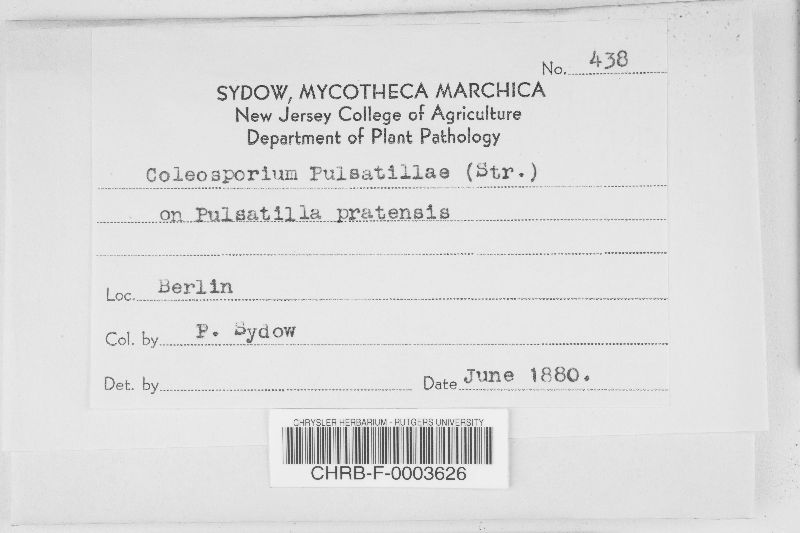 No. 438
SYDOW, MYCOTHECA MARCHICA
New Jersey College of Agriculture
Department of Plant Pathology
Coleosporium Pulsatillae (Str.)
on Pulsatilla pratensis
Loc. Berlin
Col. by P. Sydow
Det. by Date June 1880.
CHRYSLER HERBARIUM - RUTGERS UNIVERSITY
CHRB-F-0003626